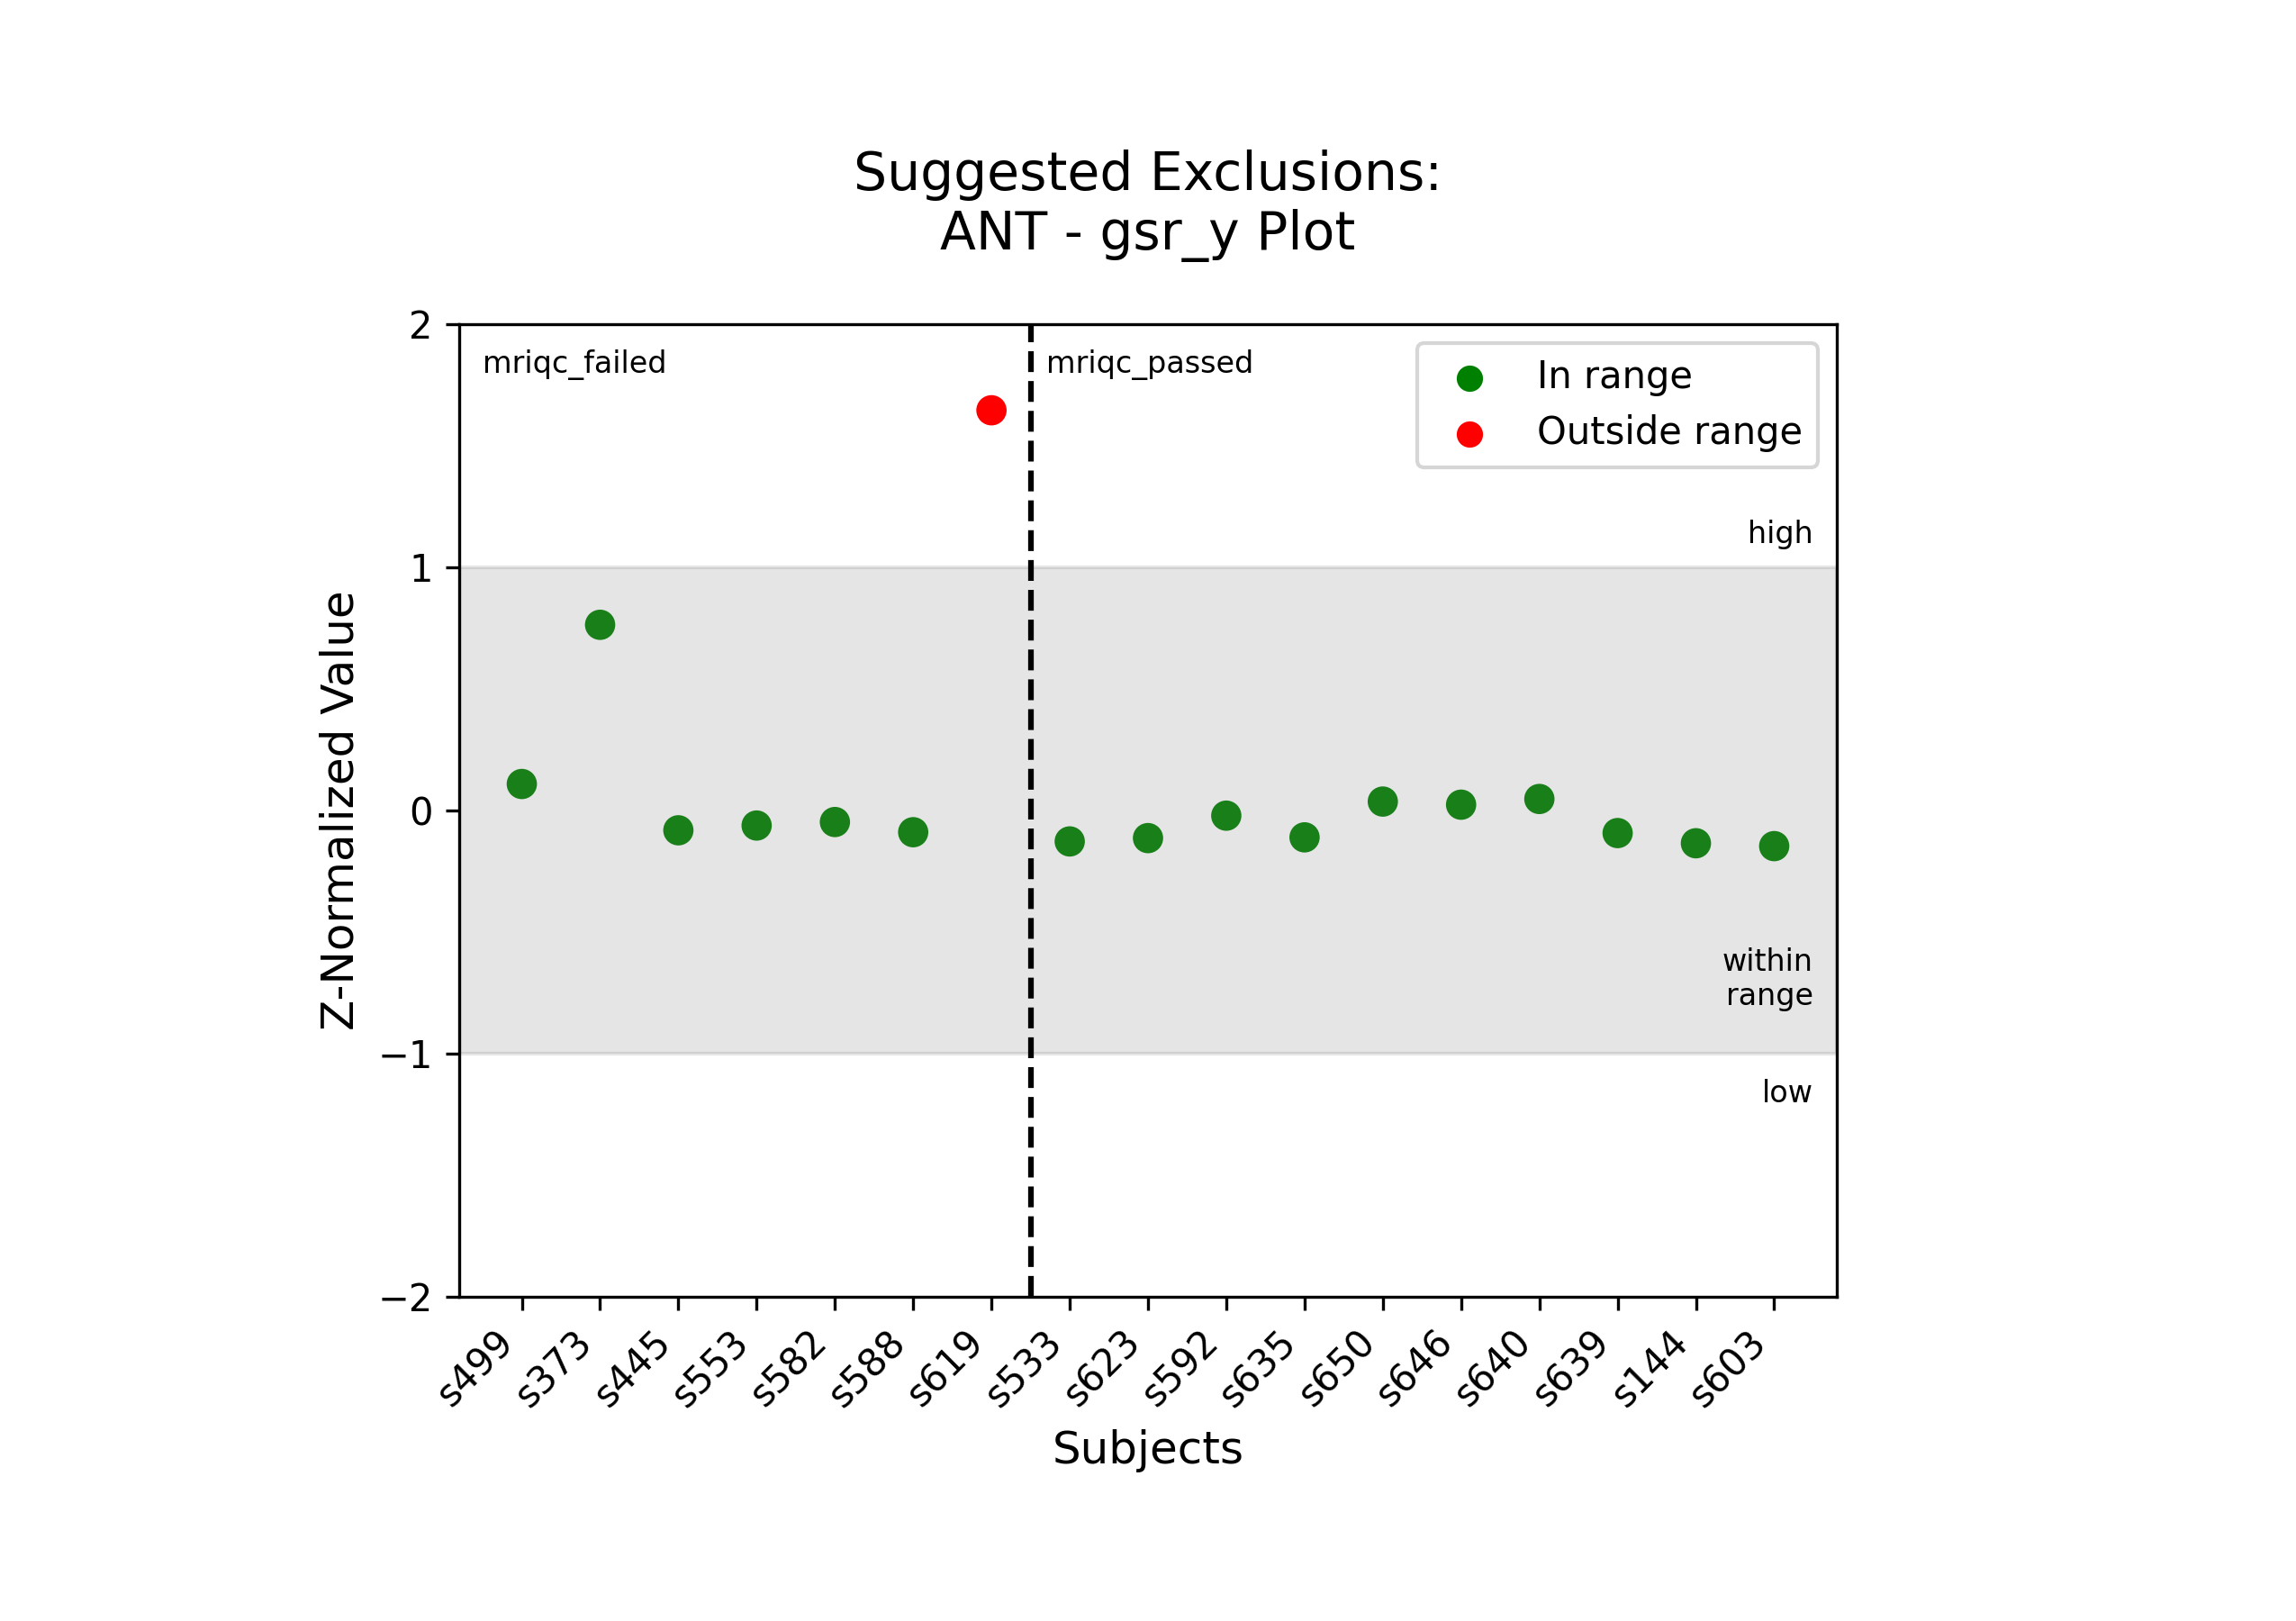 Suggested Exclusions:
ANT - gsr_y Plot
2
1
0
−1
−2
Z-Normalized Value
mriqc_failed
mriqc_passed
In range
Outside range
high
within
range
low
s499
s373
s445
s553
s582
s588
s619
s533
s623
s592
s635
s650
s646
s640
s639
s144
s603
Subjects